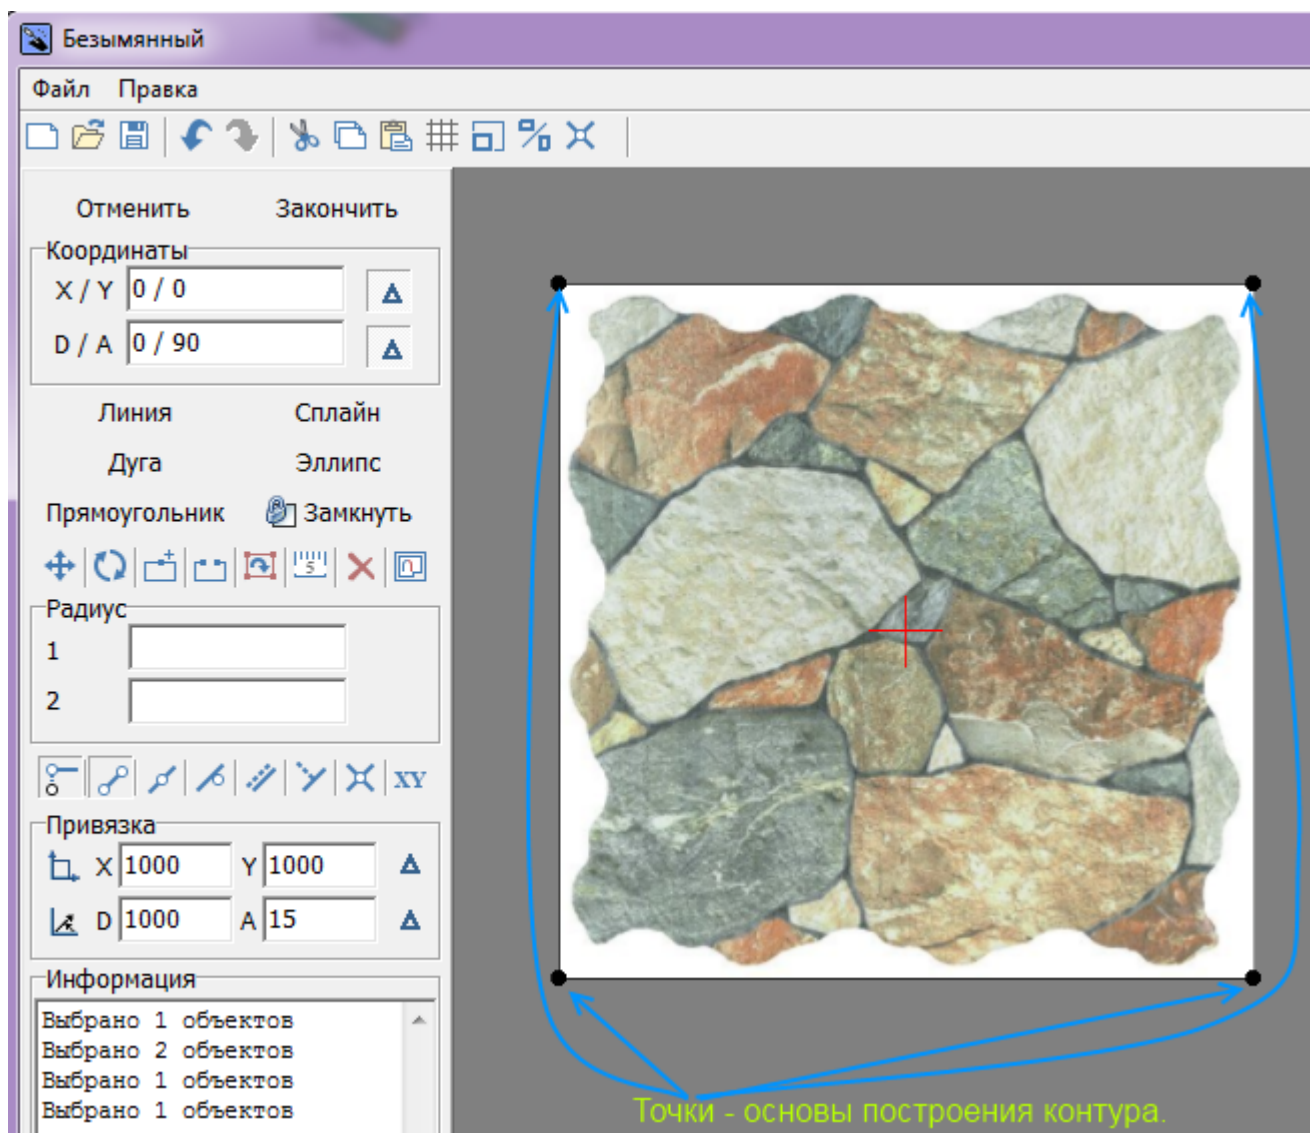 Безымянный
Файл Правка
Отменить Закончить
Координаты
X / Y 0 / 0
D / A 0 / 90
Линия Сплайн
Дуга Эллипс
Прямоугольник Замкнуть
5
Радиус
1
2
XY
Привязка
X 1000 Y 1000
D 1000 A 15
Информация
Выбрано 1 объектов
Выбрано 2 объектов
Выбрано 1 объектов
Выбрано 1 объектов
Точки - основы построения контура.